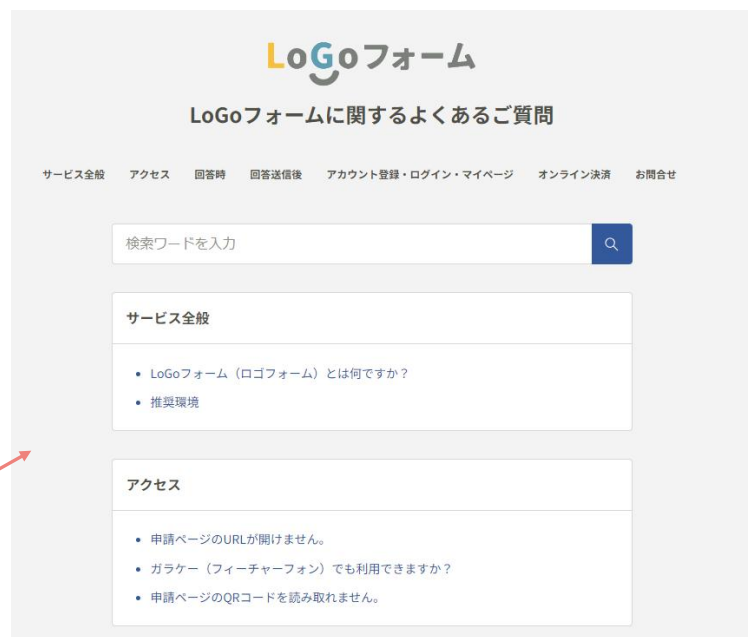 LoGoフォーム
LoGoフォームに関するよくあるご質問
サービス全般 アクセス 回答時 回答送信後 アカウント登録・ログイン・マイページ オンライン決済 お問合せ
検索ワードを入力
サービス全般
• LoGoフォーム（ロゴフォーム）とは何ですか？
• 推奨環境
アクセス
• 申請ページのURLが開けません。
• ガラケー（フィーチャーフォン）でも利用できますか？
• 申請ページのQRコードを読み取れません。